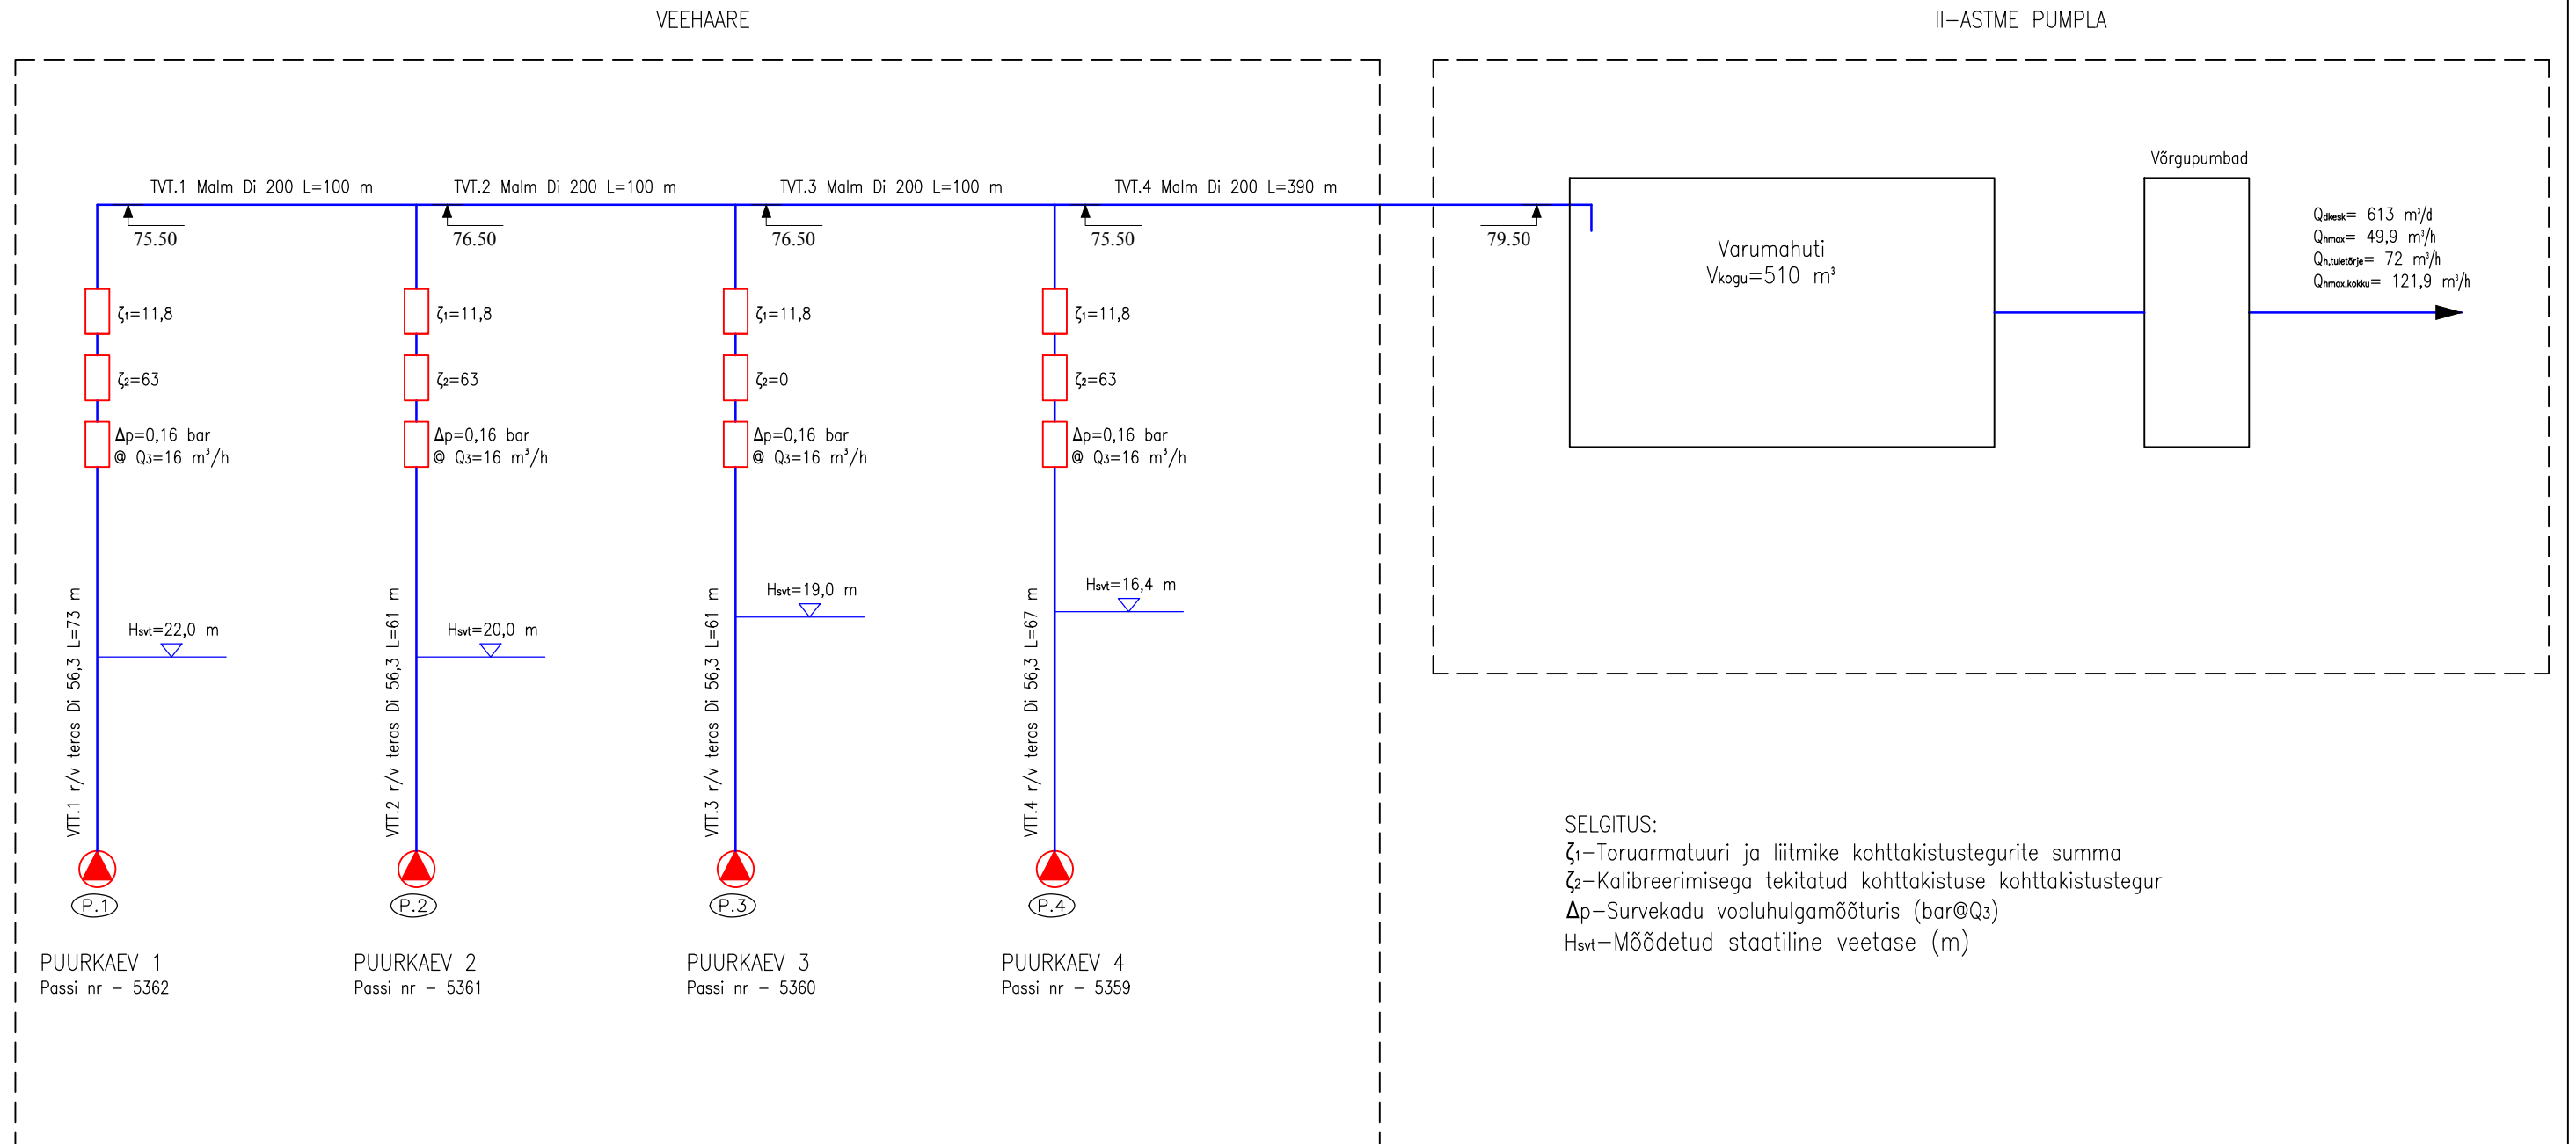 VEEHAARE
II-ASTME PUMPLA
TVT.1 Malm Di 200 L=100 m
TVT.2 Malm Di 200 L=100 m
TVT.3 Malm Di 200 L=100 m
TVT.4 Malm Di 200 L=390 m
75.50
76.50
76.50
75.50
79.50
Varumahuti
Vkogu=510 m³
Võrgupumbad
Qdkesk= 613 m³/d
Qhmax= 49,9 m³/h
Qh,tuletõrje= 72 m³/h
Qhmax,kokku= 121,9 m³/h
ζ1=11,8
ζ2=63
Δp=0,16 bar
@ Q3=16 m³/h
ζ1=11,8
ζ2=63
Δp=0,16 bar
@ Q3=16 m³/h
ζ1=11,8
ζ2=0
Δp=0,16 bar
@ Q3=16 m³/h
ζ1=11,8
ζ2=63
Δp=0,16 bar
@ Q3=16 m³/h
VTT.1 r/v teras Di 56,3 L=73 m
Hsvt=22,0 m
VTT.2 r/v teras Di 56,3 L=61 m
Hsvt=20,0 m
VTT.3 r/v teras Di 56,3 L=61 m
Hsvt=19,0 m
VTT.4 r/v teras Di 56,3 L=67 m
Hsvt=16,4 m
P.1
P.2
P.3
P.4
PUURKAEV 1
Passi nr - 5362
PUURKAEV 2
Passi nr - 5361
PUURKAEV 3
Passi nr - 5360
PUURKAEV 4
Passi nr - 5359
SELGITUS:
ζ1-Toruarmatuuri ja liitmike kohttakistustegurite summa
ζ2-Kalibreerimisega tekitatud kohttakistuse kohttakistustegur
Δp-Survekadu vooluhulgamõõturis (bar@Q3)
Hsvt-Mõõdetud staatiline veetase (m)